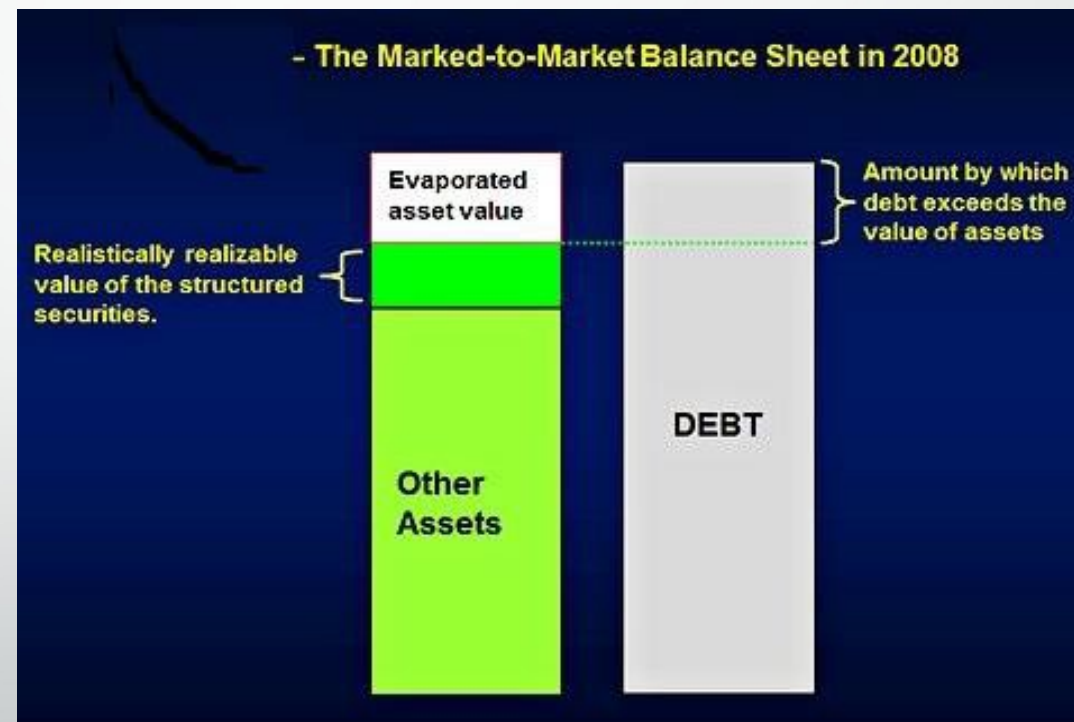 – The Marked-to-Market Balance Sheet in 2008
Evaporated
asset value
Amount by which
debt exceeds the
value of assets
Realistically realizable
value of the structured
securities.
DEBT
Other
Assets